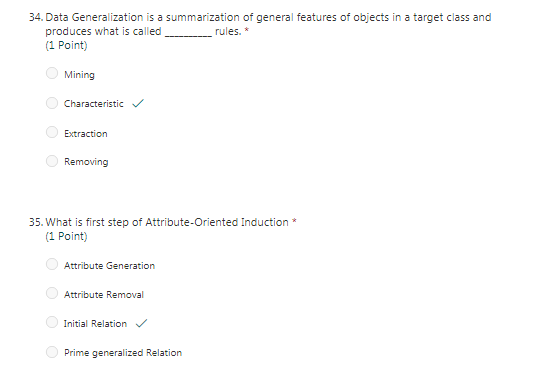 34. Data Generalization is a summarization of general features of objects in a target class and
produces what is called __________ rules. *
(1 Point)
Mining
Characteristic ✓
Extraction
Removing
35. What is first step of Attribute-Oriented Induction *
(1 Point)
Attribute Generation
Attribute Removal
Initial Relation ✓
Prime generalized Relation